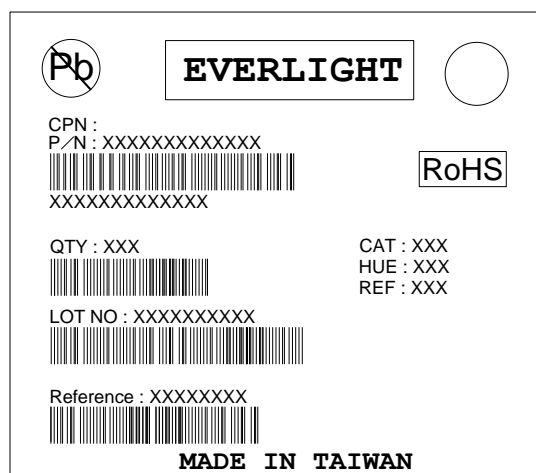 Pb
EVERLIGHT
CPN :
P/N : XXXXXXXXXXXXX
RoHS
XXXXXXXXXXXXX
QTY : XXX
CAT : XXX
HUE : XXX
REF : XXX
LOT NO : XXXXXXXXXX
Reference : XXXXXXXX
MADE IN TAIWAN